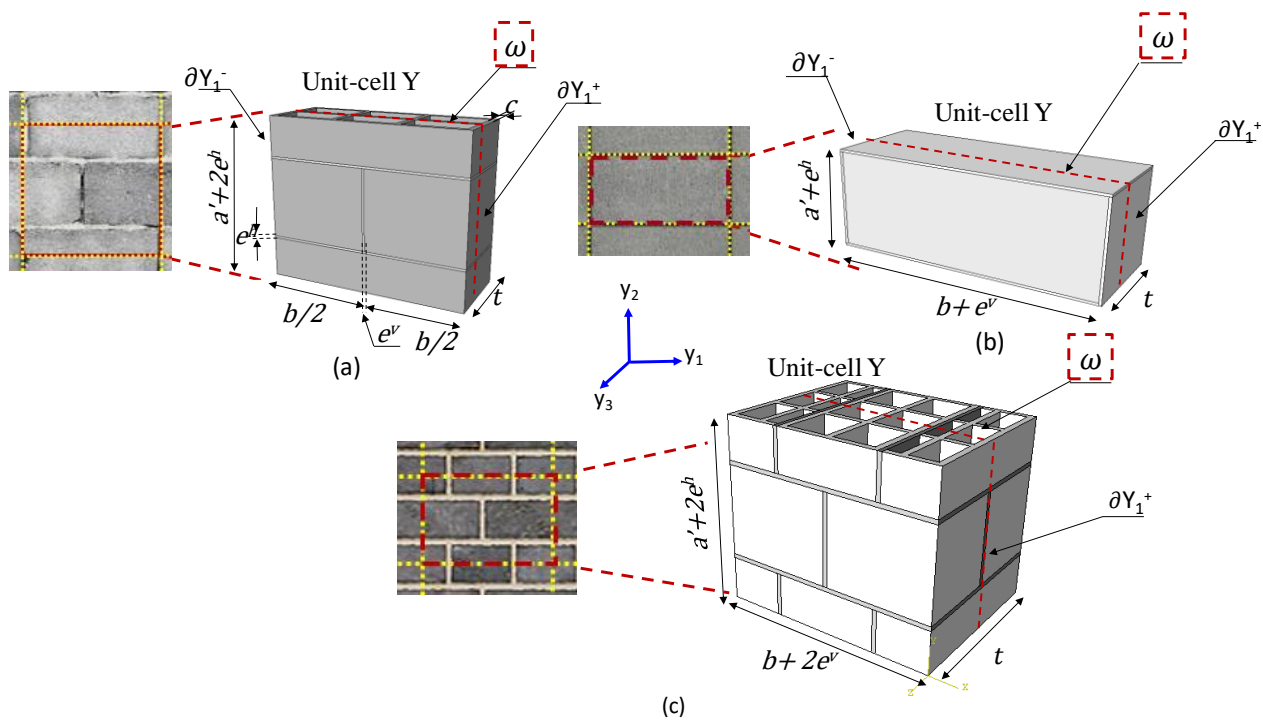 ω
∂Y₁⁻
Unit-cell Y
∂Y₁⁺
c
a'+2eʰ
eʰ
t
b/2
eᵛ
b/2
(a)
ω
∂Y₁⁻
Unit-cell Y
∂Y₁⁺
a'+eʰ
b+eᵛ
t
(b)
y₂
y₁
y₃
ω
Unit-cell Y
∂Y₁⁺
a'+2eʰ
b+2eᵛ
t
Y
z
x
(c)